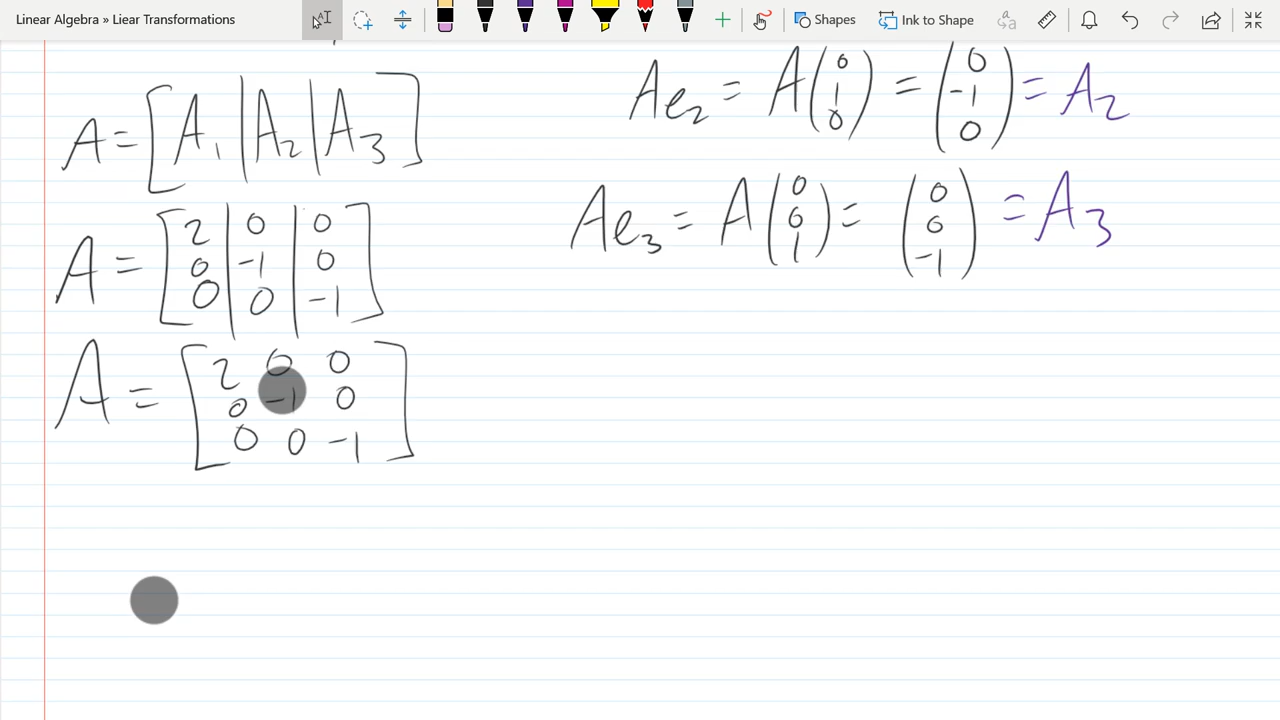 Linear Algebra » Liear Transformations
Shapes
Ink to Shape
A = [A₁ | A₂ | A₃]
A = [2 | 0 | 0
0 | -1 | 0
0 | 0 | -1]
A = [2 0 0
0 -1 0
0 0 -1]
Ae₂ = A(0 1 0) = (0 -1 0) = A₂
Ae₃ = A(0 0 1) = (0 0 -1) = A₃